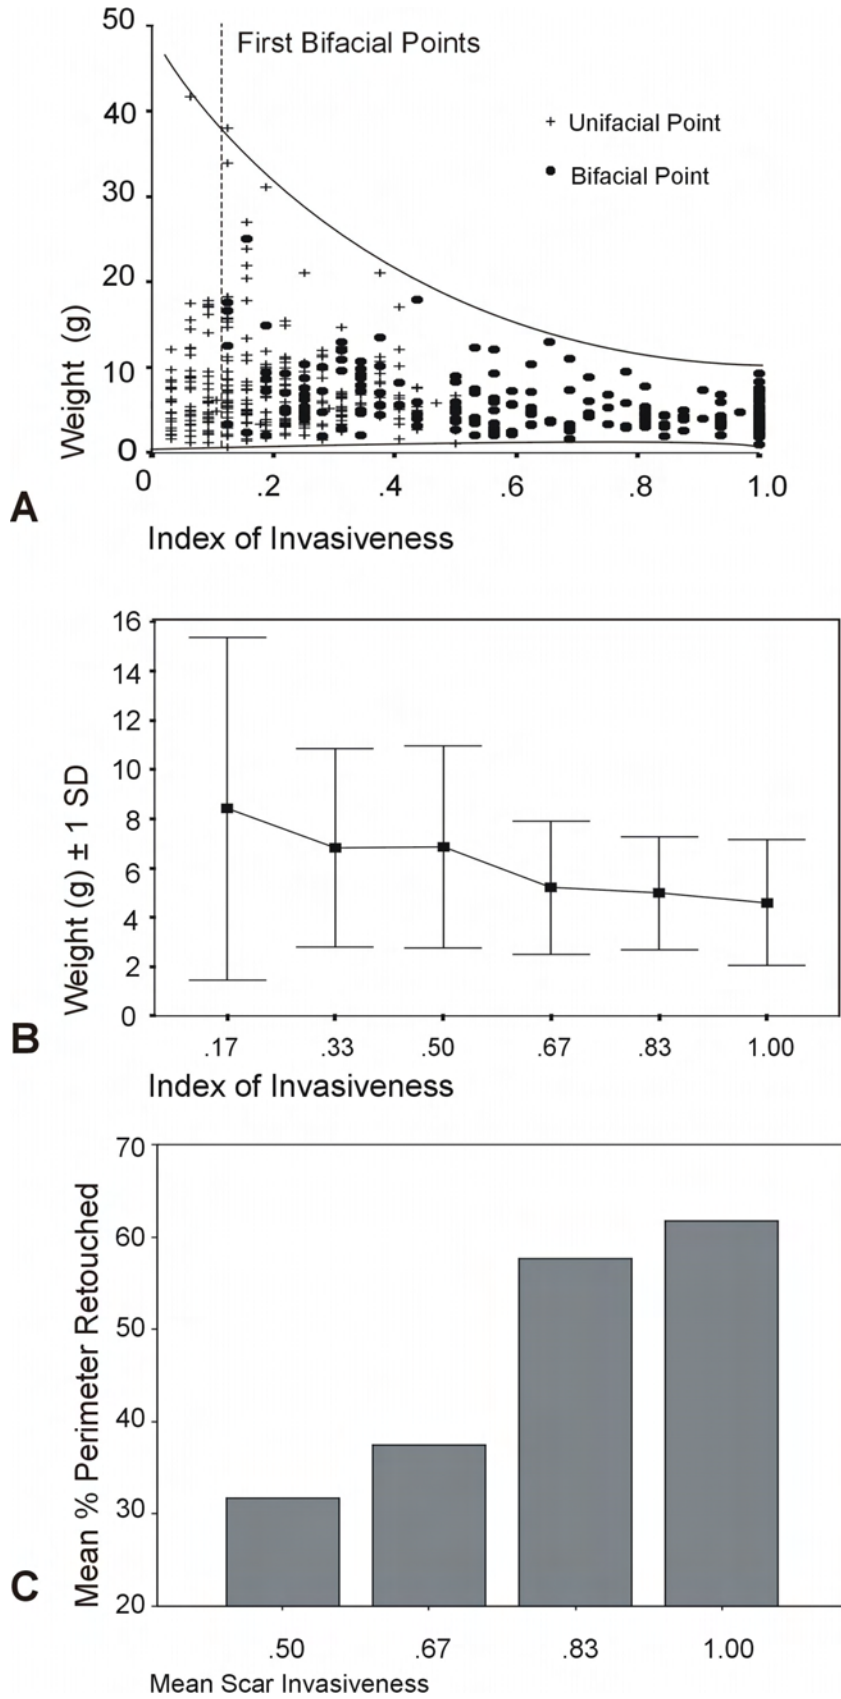 50
First Bifacial Points
40
+ Unifacial Point
● Bifacial Point
30
20
10
0
Weight (g)
0 .2 .4 .6 .8 1.0
A
Index of Invasiveness
16
14
12
10
8
6
4
2
0
Weight (g) ± 1 SD
.17 .33 .50 .67 .83 1.00
B
Index of Invasiveness
70
60
50
40
30
20
Mean % Perimeter Retouched
C
.50 .67 .83 1.00
Mean Scar Invasiveness